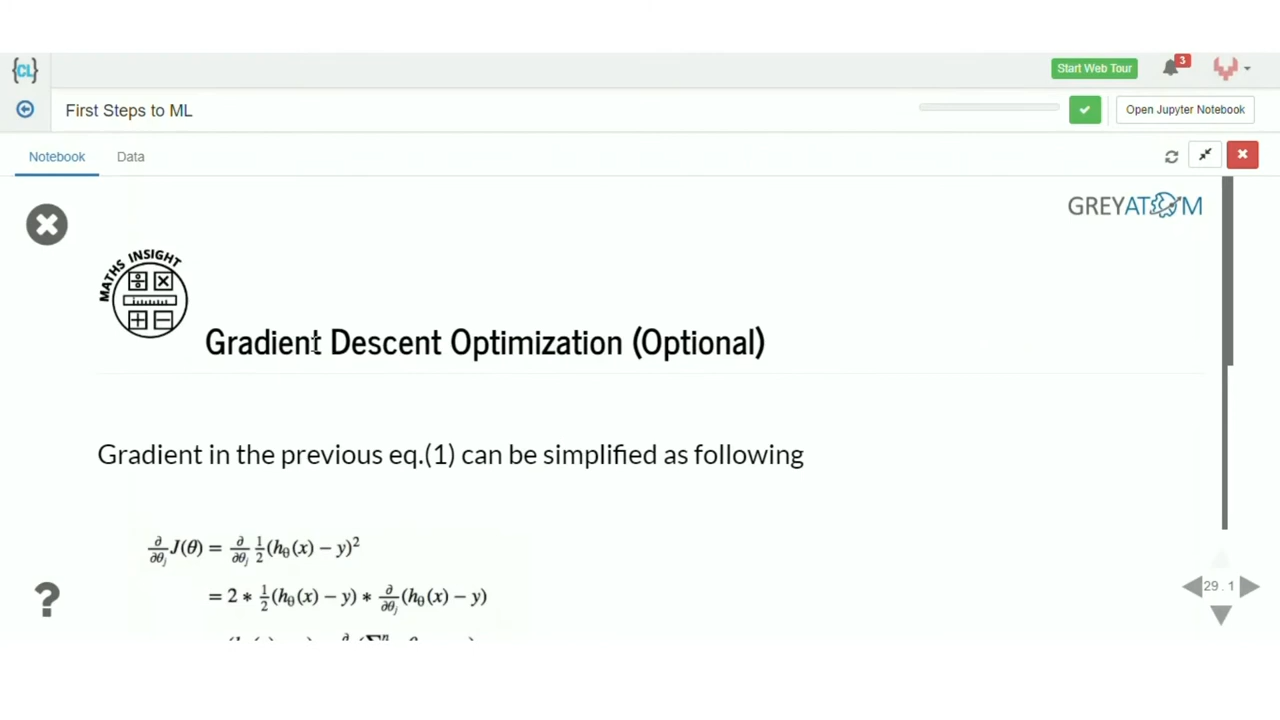 {CL}
Start Web Tour
3
First Steps to ML
Open Jupyter Notebook
Notebook
Data
GREYATOM
MATHS INSIGHT
Gradient Descent Optimization (Optional)
Gradient in the previous eq.(1) can be simplified as following
∂/∂θⱼ J(θ) = ∂/∂θⱼ 1/2 (hθ(x) − y)²
= 2 * 1/2 (hθ(x) − y) * ∂/∂θⱼ (hθ(x) − y)
?
29 . 1